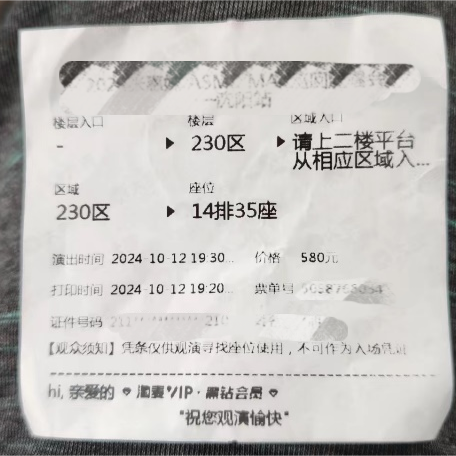 楼层入口 楼层 区域入口
- ▶ 230区 ▶ 请上二楼平台
从相应区域入...
区域 座位
230区 ▶ 14排35座
演出时间 2024-10-12 19:30... 价格 580元
打印时间 2024-10-12 19:20... 票单号
证件号码
【观众须知】凭条仅供观演寻找座位使用，不可作为入场凭证
hi, 亲爱的 淘麦VIP·黑钻会员
"祝您观演愉快"